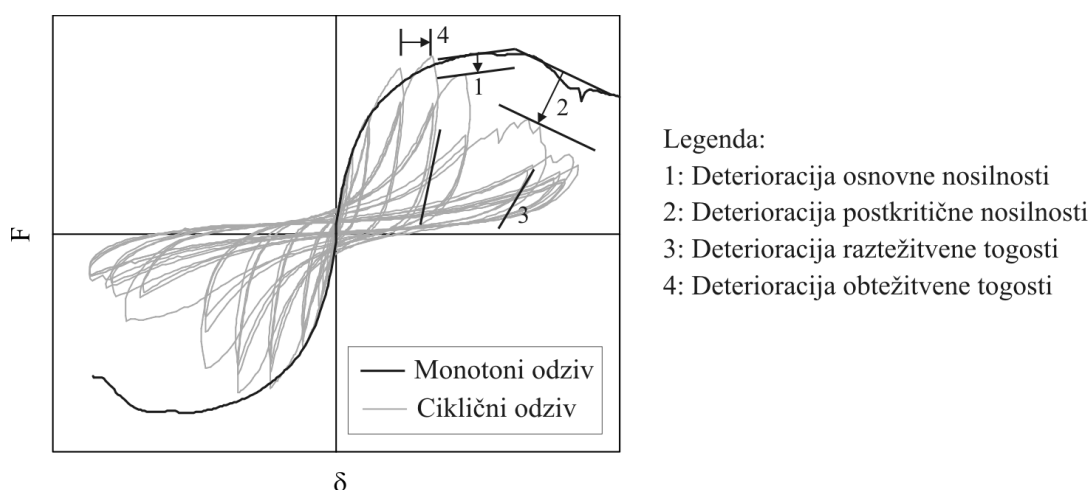 4
1
2
3
F
δ
Monotoni odziv
Ciklični odziv
Legenda:
1: Deterioracija osnovne nosilnosti
2: Deterioracija postkritične nosilnosti
3: Deterioracija raztežitvene togosti
4: Deterioracija obtežitvene togosti